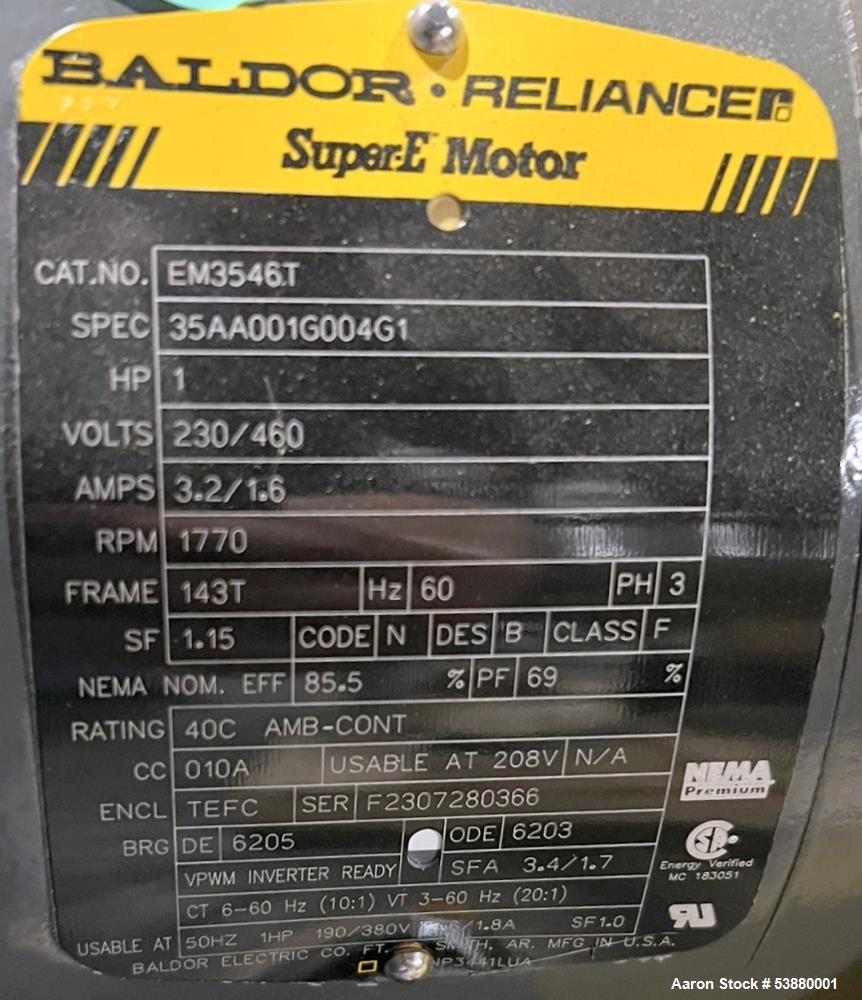 BALDOR • RELIANCER
Super-E Motor
CAT.NO. EM3546T
SPEC 35AA001G004G1
HP 1
VOLTS 230/460
AMPS 3.2/1.6
RPM 1770
FRAME 143T Hz 60 PH 3
SF 1.15 CODE N DES B CLASS F
NEMA NOM. EFF 85.5 % PF 69 %
RATING 40C AMB-CONT
CC 010A USABLE AT 208V N/A
ENCL TEFC SER F2307280366
BRG DE 6205 ODE 6203
VPWM INVERTER READY SFA 3.4/1.7
CT 6-60 Hz (10:1) VT 3-60 Hz (20:1)
USABLE AT 50HZ 1HP 190/380V /1.8A SF1.0
BALDOR ELECTRIC CO. FT. AR. MFG IN U.S.A.
NEMA
Premium
Energy Verified
MC 183051
Aaron Stock # 53880001